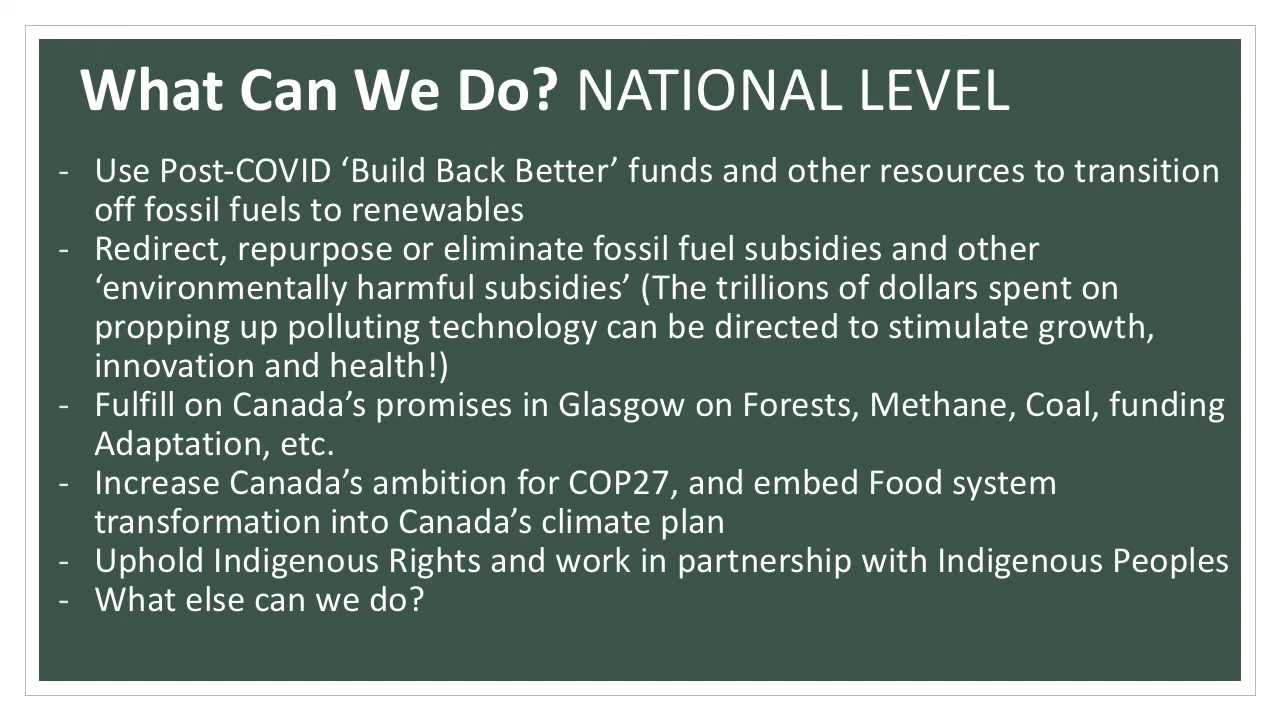 What Can We Do? NATIONAL LEVEL
- Use Post-COVID ‘Build Back Better’ funds and other resources to transition
off fossil fuels to renewables
- Redirect, repurpose or eliminate fossil fuel subsidies and other
‘environmentally harmful subsidies’ (The trillions of dollars spent on
propping up polluting technology can be directed to stimulate growth,
innovation and health!)
- Fulfill on Canada’s promises in Glasgow on Forests, Methane, Coal, funding
Adaptation, etc.
- Increase Canada’s ambition for COP27, and embed Food system
transformation into Canada’s climate plan
- Uphold Indigenous Rights and work in partnership with Indigenous Peoples
- What else can we do?